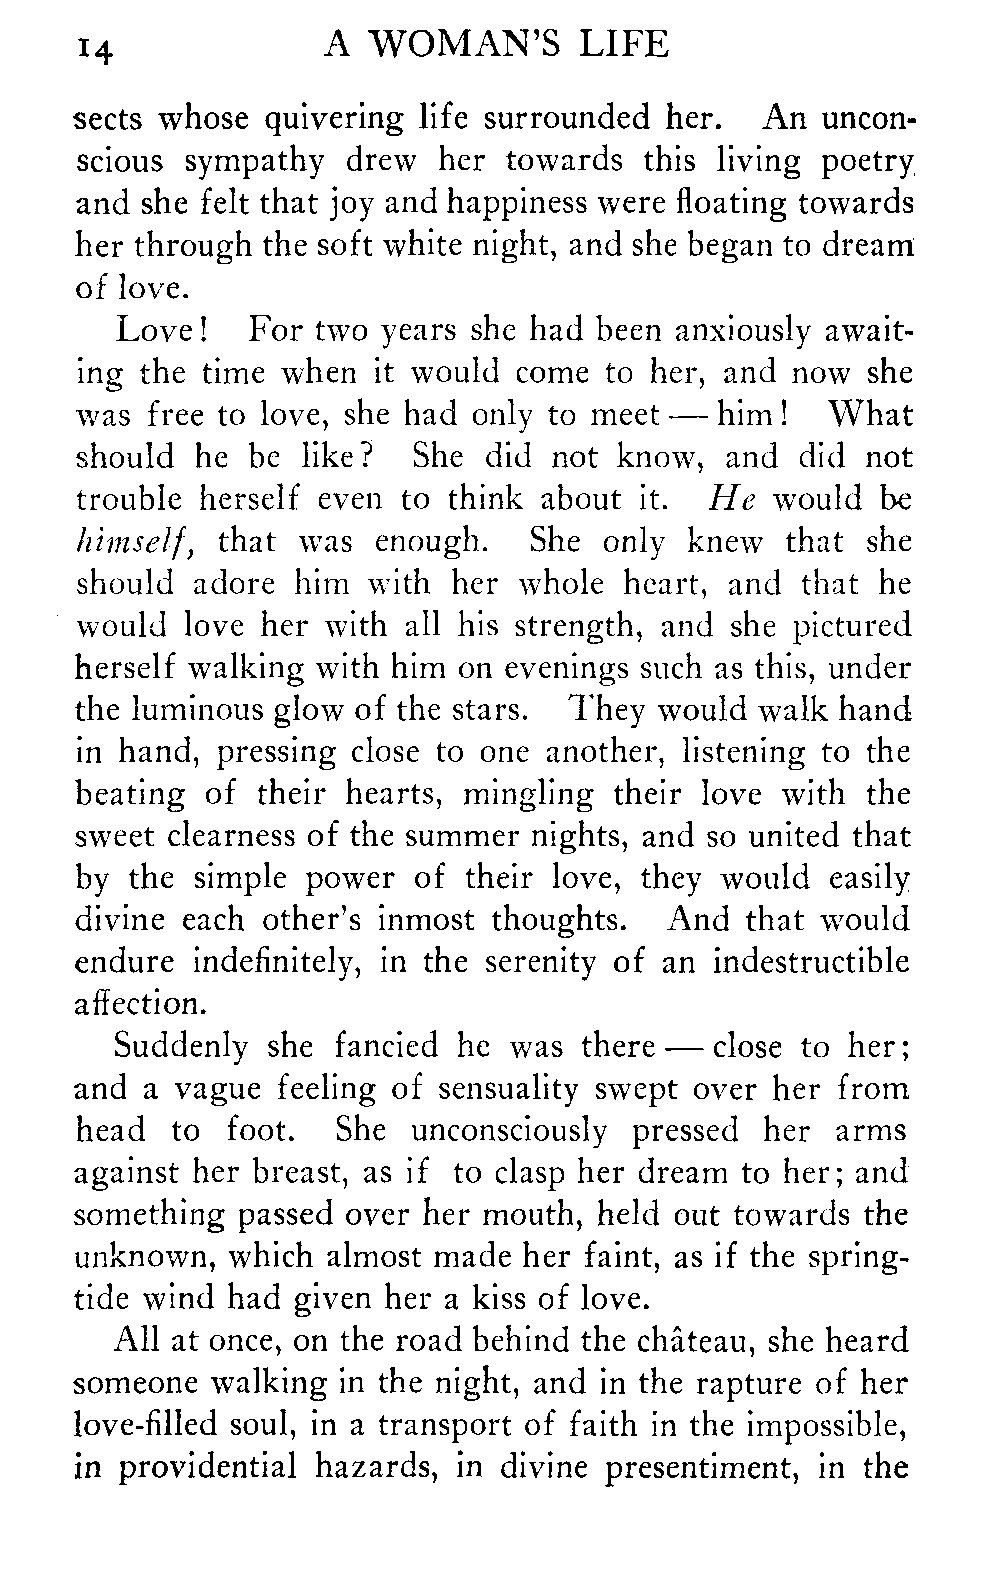 14 A WOMAN'S LIFE
sects whose quivering life surrounded her. An uncon-
scious sympathy drew her towards this living poetry
and she felt that joy and happiness were floating towards
her through the soft white night, and she began to dream
of love.
Love! For two years she had been anxiously await-
ing the time when it would come to her, and now she
was free to love, she had only to meet — him! What
should he be like? She did not know, and did not
trouble herself even to think about it. He would be
himself, that was enough. She only knew that she
should adore him with her whole heart, and that he
would love her with all his strength, and she pictured
herself walking with him on evenings such as this, under
the luminous glow of the stars. They would walk hand
in hand, pressing close to one another, listening to the
beating of their hearts, mingling their love with the
sweet clearness of the summer nights, and so united that
by the simple power of their love, they would easily
divine each other's inmost thoughts. And that would
endure indefinitely, in the serenity of an indestructible
affection.
Suddenly she fancied he was there — close to her;
and a vague feeling of sensuality swept over her from
head to foot. She unconsciously pressed her arms
against her breast, as if to clasp her dream to her; and
something passed over her mouth, held out towards the
unknown, which almost made her faint, as if the spring-
tide wind had given her a kiss of love.
All at once, on the road behind the château, she heard
someone walking in the night, and in the rapture of her
love-filled soul, in a transport of faith in the impossible,
in providential hazards, in divine presentiment, in the